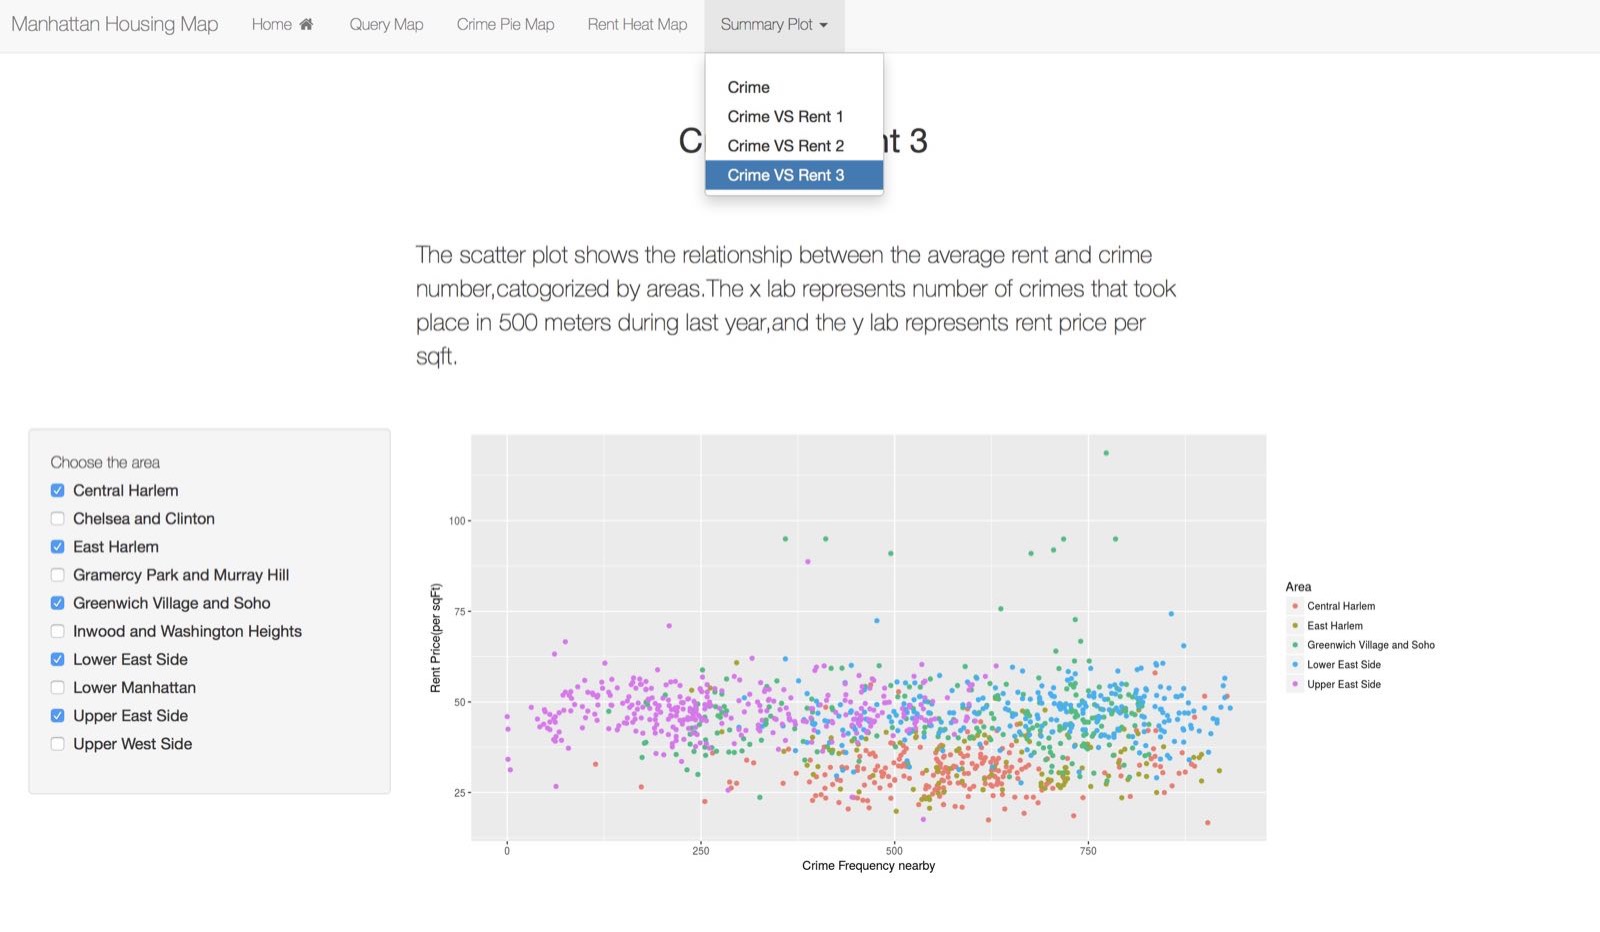 Manhattan Housing Map Home Query Map Crime Pie Map Rent Heat Map Summary Plot
Crime
Crime VS Rent 1
C nt 3
Crime VS Rent 2
Crime VS Rent 3
The scatter plot shows the relationship between the average rent and crime
number,catogorized by areas.The x lab represents number of crimes that took
place in 500 meters during last year,and the y lab represents rent price per
sqft.
Choose the area
Central Harlem
Chelsea and Clinton
East Harlem
Gramercy Park and Murray Hill
Greenwich Village and Soho
Inwood and Washington Heights
Lower East Side
Lower Manhattan
Upper East Side
Upper West Side
Rent Price(per sqFt)
100
75
50
25
0 250 500 750
Crime Frequency nearby
Area
Central Harlem
East Harlem
Greenwich Village and Soho
Lower East Side
Upper East Side